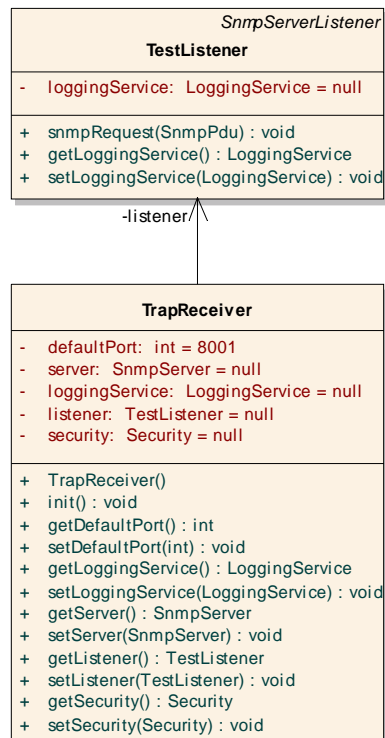 SnmpServerListener
TestListener
- loggingService: LoggingService = null
+ snmpRequest(SnmpPdu) : void
+ getLoggingService() : LoggingService
+ setLoggingService(LoggingService) : void
-listener
TrapReceiver
- defaultPort: int = 8001
- server: SnmpServer = null
- loggingService: LoggingService = null
- listener: TestListener = null
- security: Security = null
+ TrapReceiver()
+ init() : void
+ getDefaultPort() : int
+ setDefaultPort(int) : void
+ getLoggingService() : LoggingService
+ setLoggingService(LoggingService) : void
+ getServer() : SnmpServer
+ setServer(SnmpServer) : void
+ getListener() : TestListener
+ setListener(TestListener) : void
+ getSecurity() : Security
+ setSecurity(Security) : void